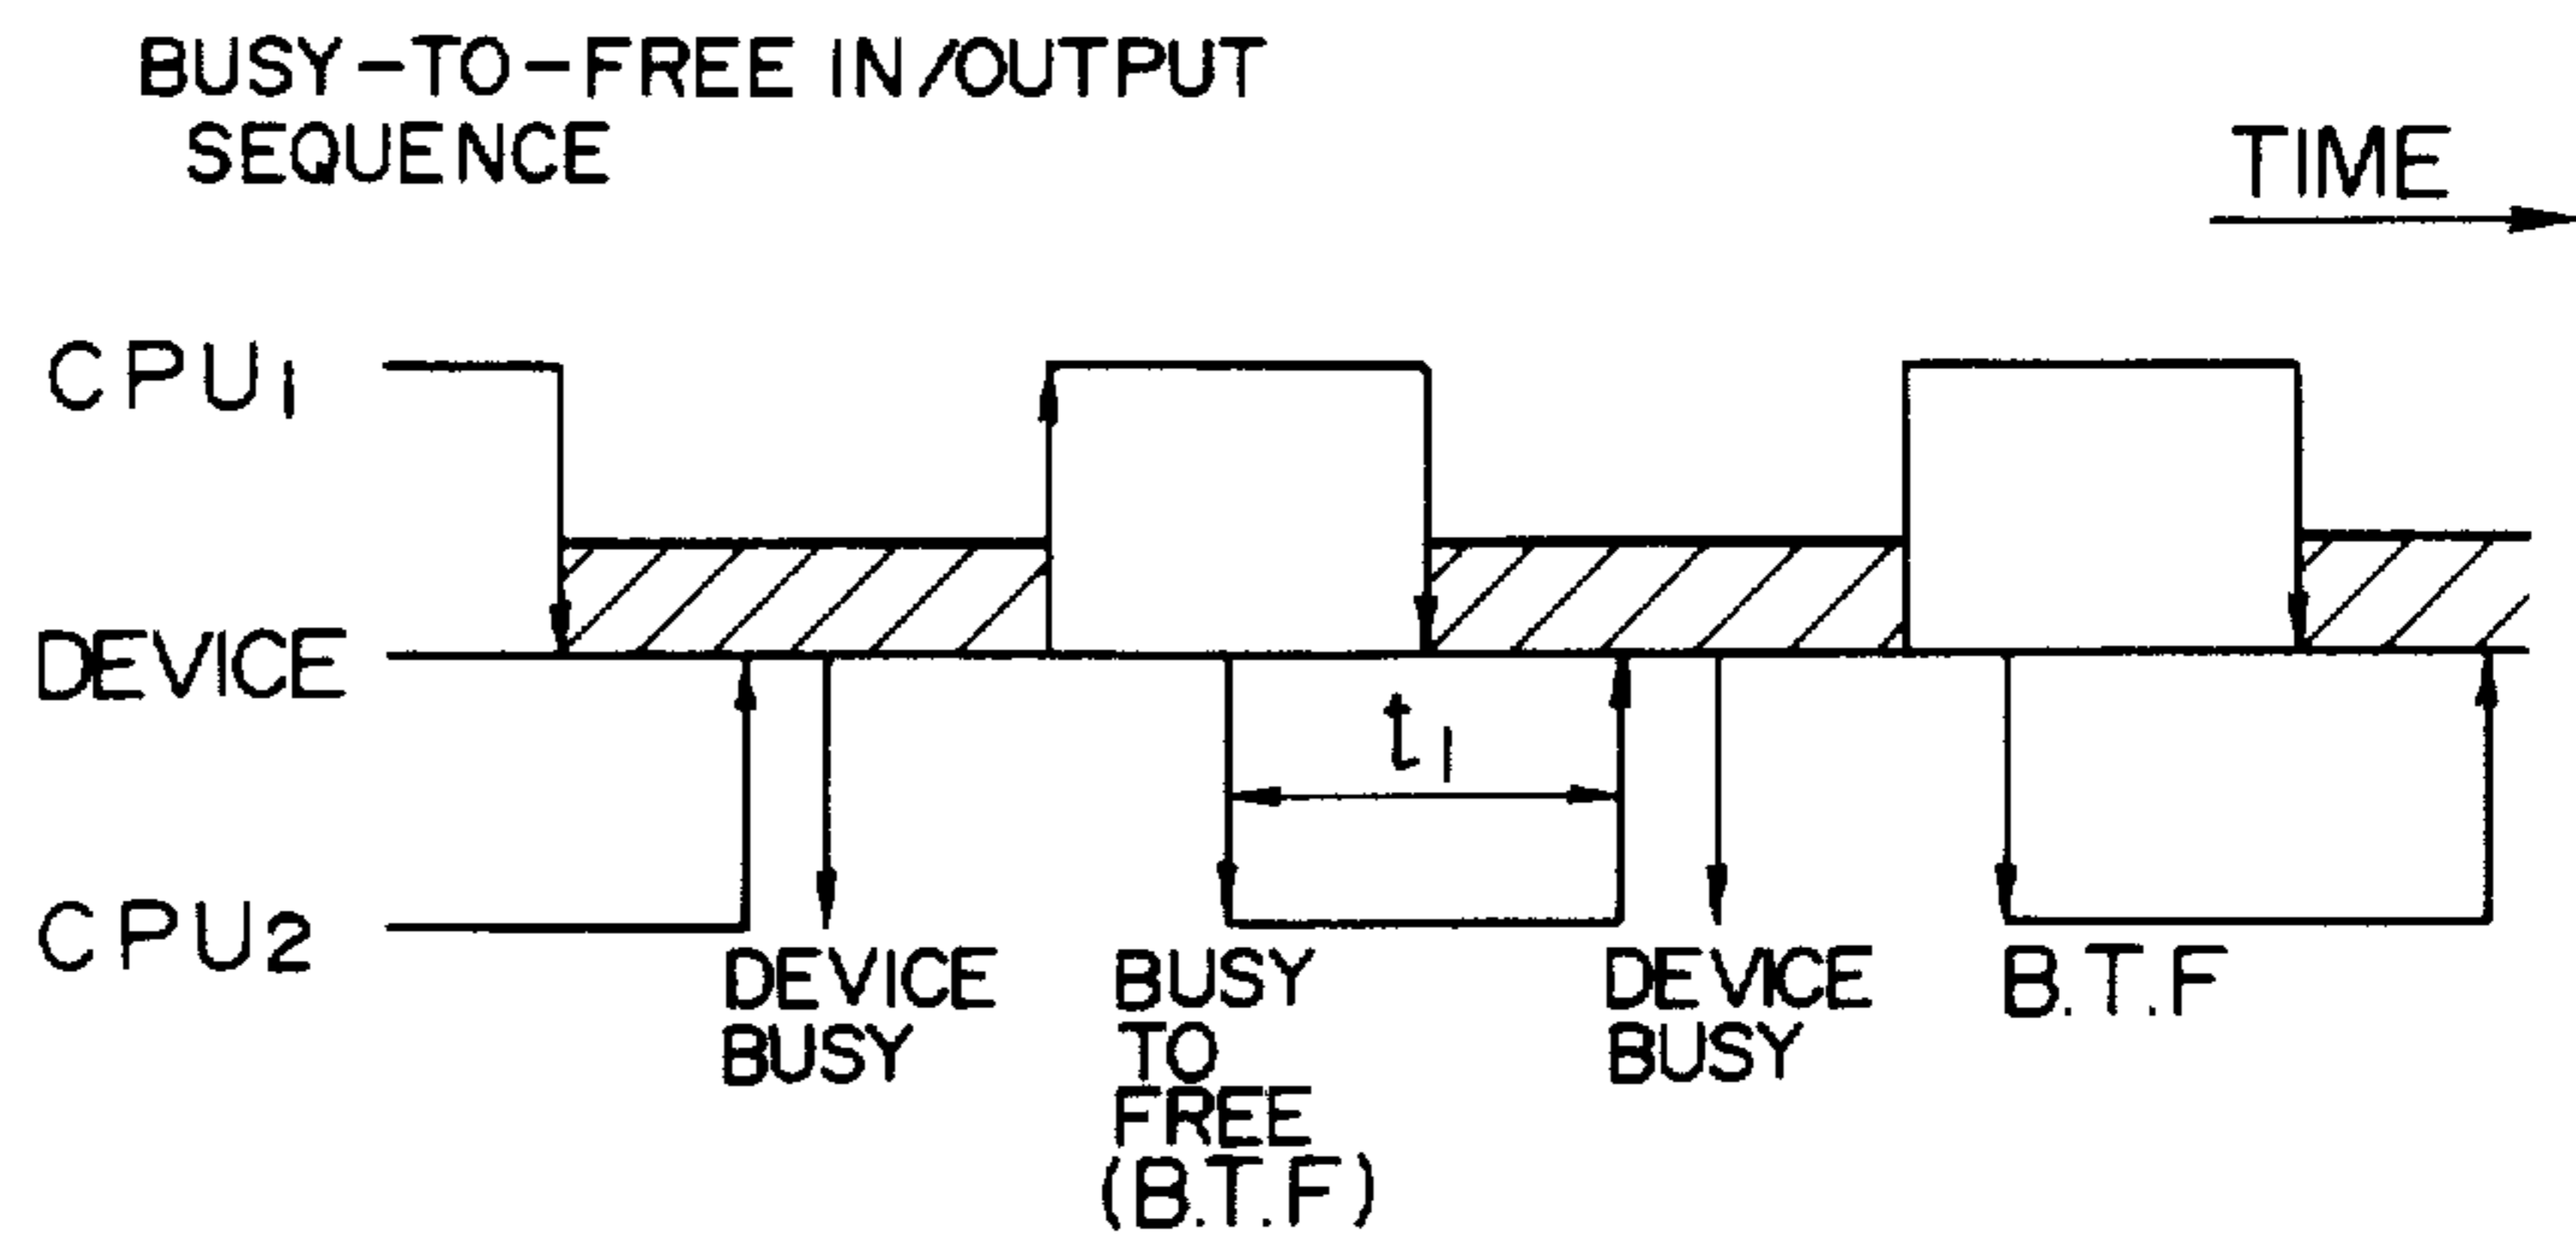 BUSY-TO-FREE IN/OUTPUT
SEQUENCE
TIME
CPU1
DEVICE
t1
CPU2
DEVICE
BUSY
BUSY
TO
FREE
(B.T.F)
DEVICE
BUSY
B.T.F